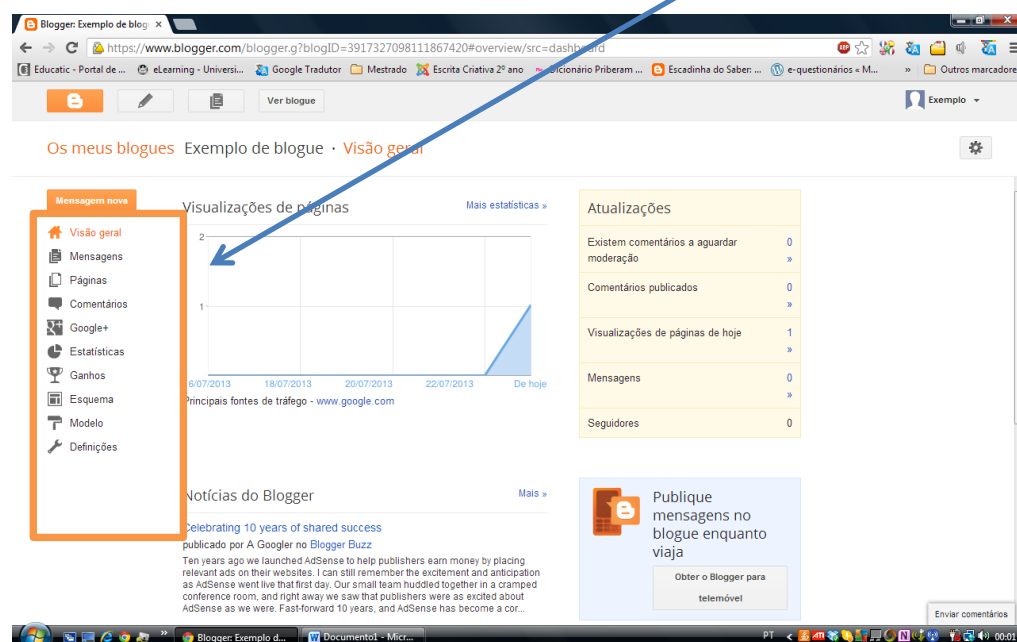 Blogger: Exemplo de blog
https://www.blogger.com/blogger.g?blogID=3917327098111867420#overview/src=dashboard
Educatic - Portal de ... eLearning - Universi... Google Tradutor Mestrado Escrita Criativa 2º ano Dicionário Priberam ... Escadinha do Saber: ... e-questionários « M... » Outros marcadore
Ver blogue
Exemplo
Os meus blogues Exemplo de blogue · Visão geral
Mensagem nova
Visão geral
Mensagens
Páginas
Comentários
Google+
Estatísticas
Ganhos
Esquema
Modelo
Definições
Visualizações de páginas
Mais estatísticas »
2
1
6/07/2013 18/07/2013 20/07/2013 22/07/2013 De hoje
Principais fontes de tráfego - www.google.com
Atualizações
Existem comentários a aguardar 0
moderação »
Comentários publicados 0
»
Visualizações de páginas de hoje 1
»
Mensagens 0
»
Seguidores 0
Notícias do Blogger
Mais »
Celebrating 10 years of shared success
publicado por A Googler no Blogger Buzz
Ten years ago we launched AdSense to help publishers earn money by placing
relevant ads on their websites. I can still remember the excitement and anticipation
as AdSense went live that first day. Our small team huddled together in a cramped
conference room, and right away we saw that publishers were as excited about
AdSense as we were. Fast-forward 10 years, and AdSense has become a cor...
Publique
mensagens no
blogue enquanto
viaja
Obter o Blogger para
telemóvel
Enviar comentários
Blogger: Exemplo d... Documento1 - Micr... PT 00:01